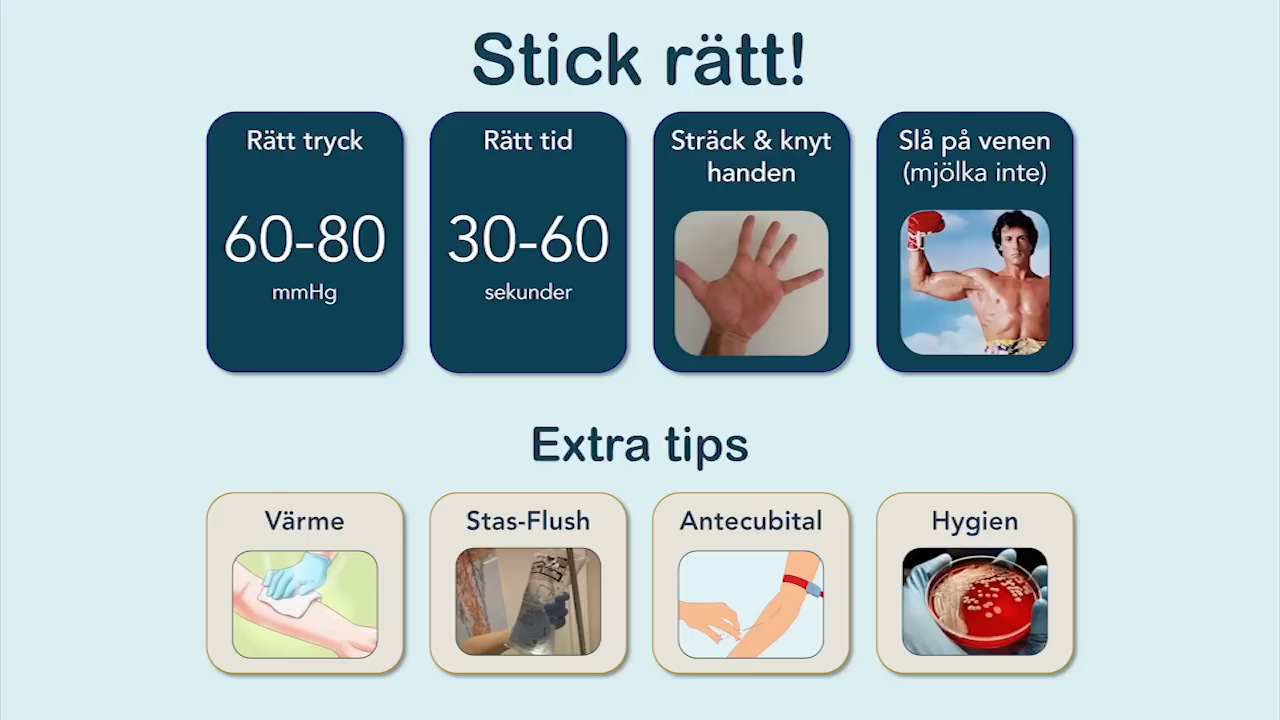 Stick rätt!
Rätt tryck
60-80
mmHg
Rätt tid
30-60
sekunder
Sträck & knyt
handen
Slå på venen
(mjölka inte)
Extra tips
Värme
Stas-Flush
Antecubital
Hygien